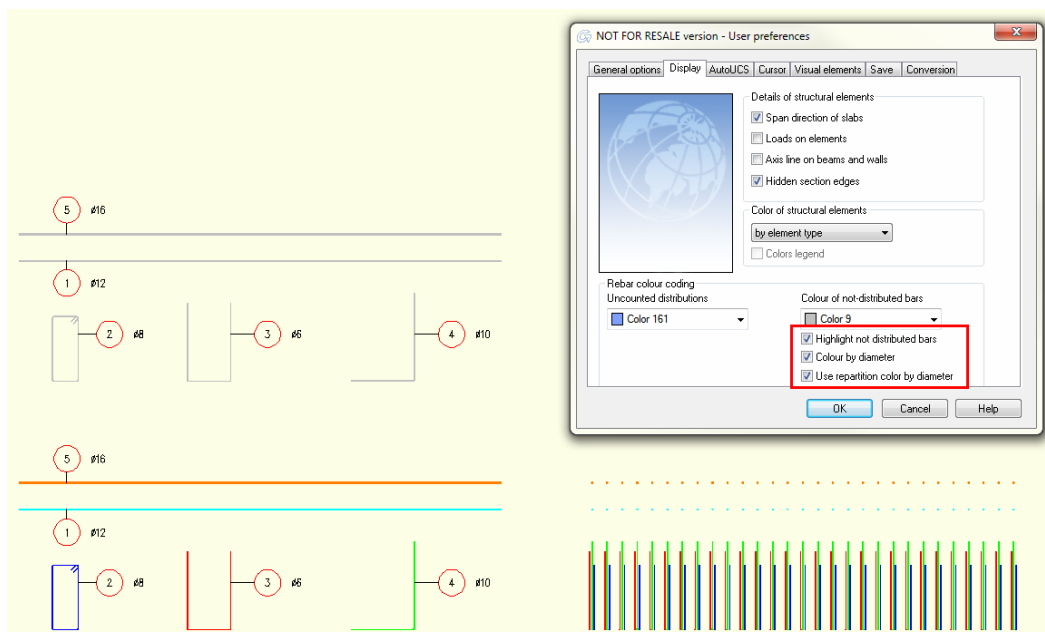 NOT FOR RESALE version - User preferences
X
General options Display AutoUCS Cursor Visual elements Save Conversion
Details of structural elements
Span direction of slabs
Loads on elements
Axis line on beams and walls
Hidden section edges
Color of structural elements
by element type
Colors legend
Rebar colour coding
Uncounted distributions
Color 161
Colour of not-distributed bars
Color 9
Highlight not distributed bars
Colour by diameter
Use repartition color by diameter
OK Cancel Help
5 ø16
1 ø12
2 ø8 3 ø6 4 ø10
5 ø16
1 ø12
2 ø8 3 ø6 4 ø10